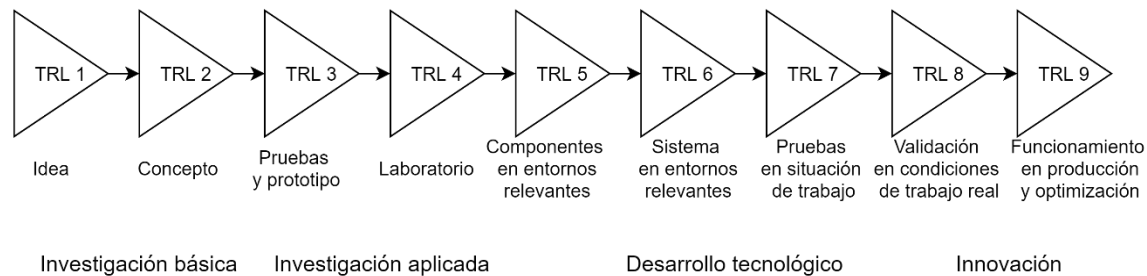 TRL 1
TRL 2
TRL 3
TRL 4
TRL 5
TRL 6
TRL 7
TRL 8
TRL 9
Idea
Concepto
Pruebas
y prototipo
Laboratorio
Componentes
en entornos
relevantes
Sistema
en entornos
relevantes
Pruebas
en situación
de trabajo
Validación
en condiciones
de trabajo real
Funcionamiento
en producción
y optimización
Investigación básica
Investigación aplicada
Desarrollo tecnológico
Innovación